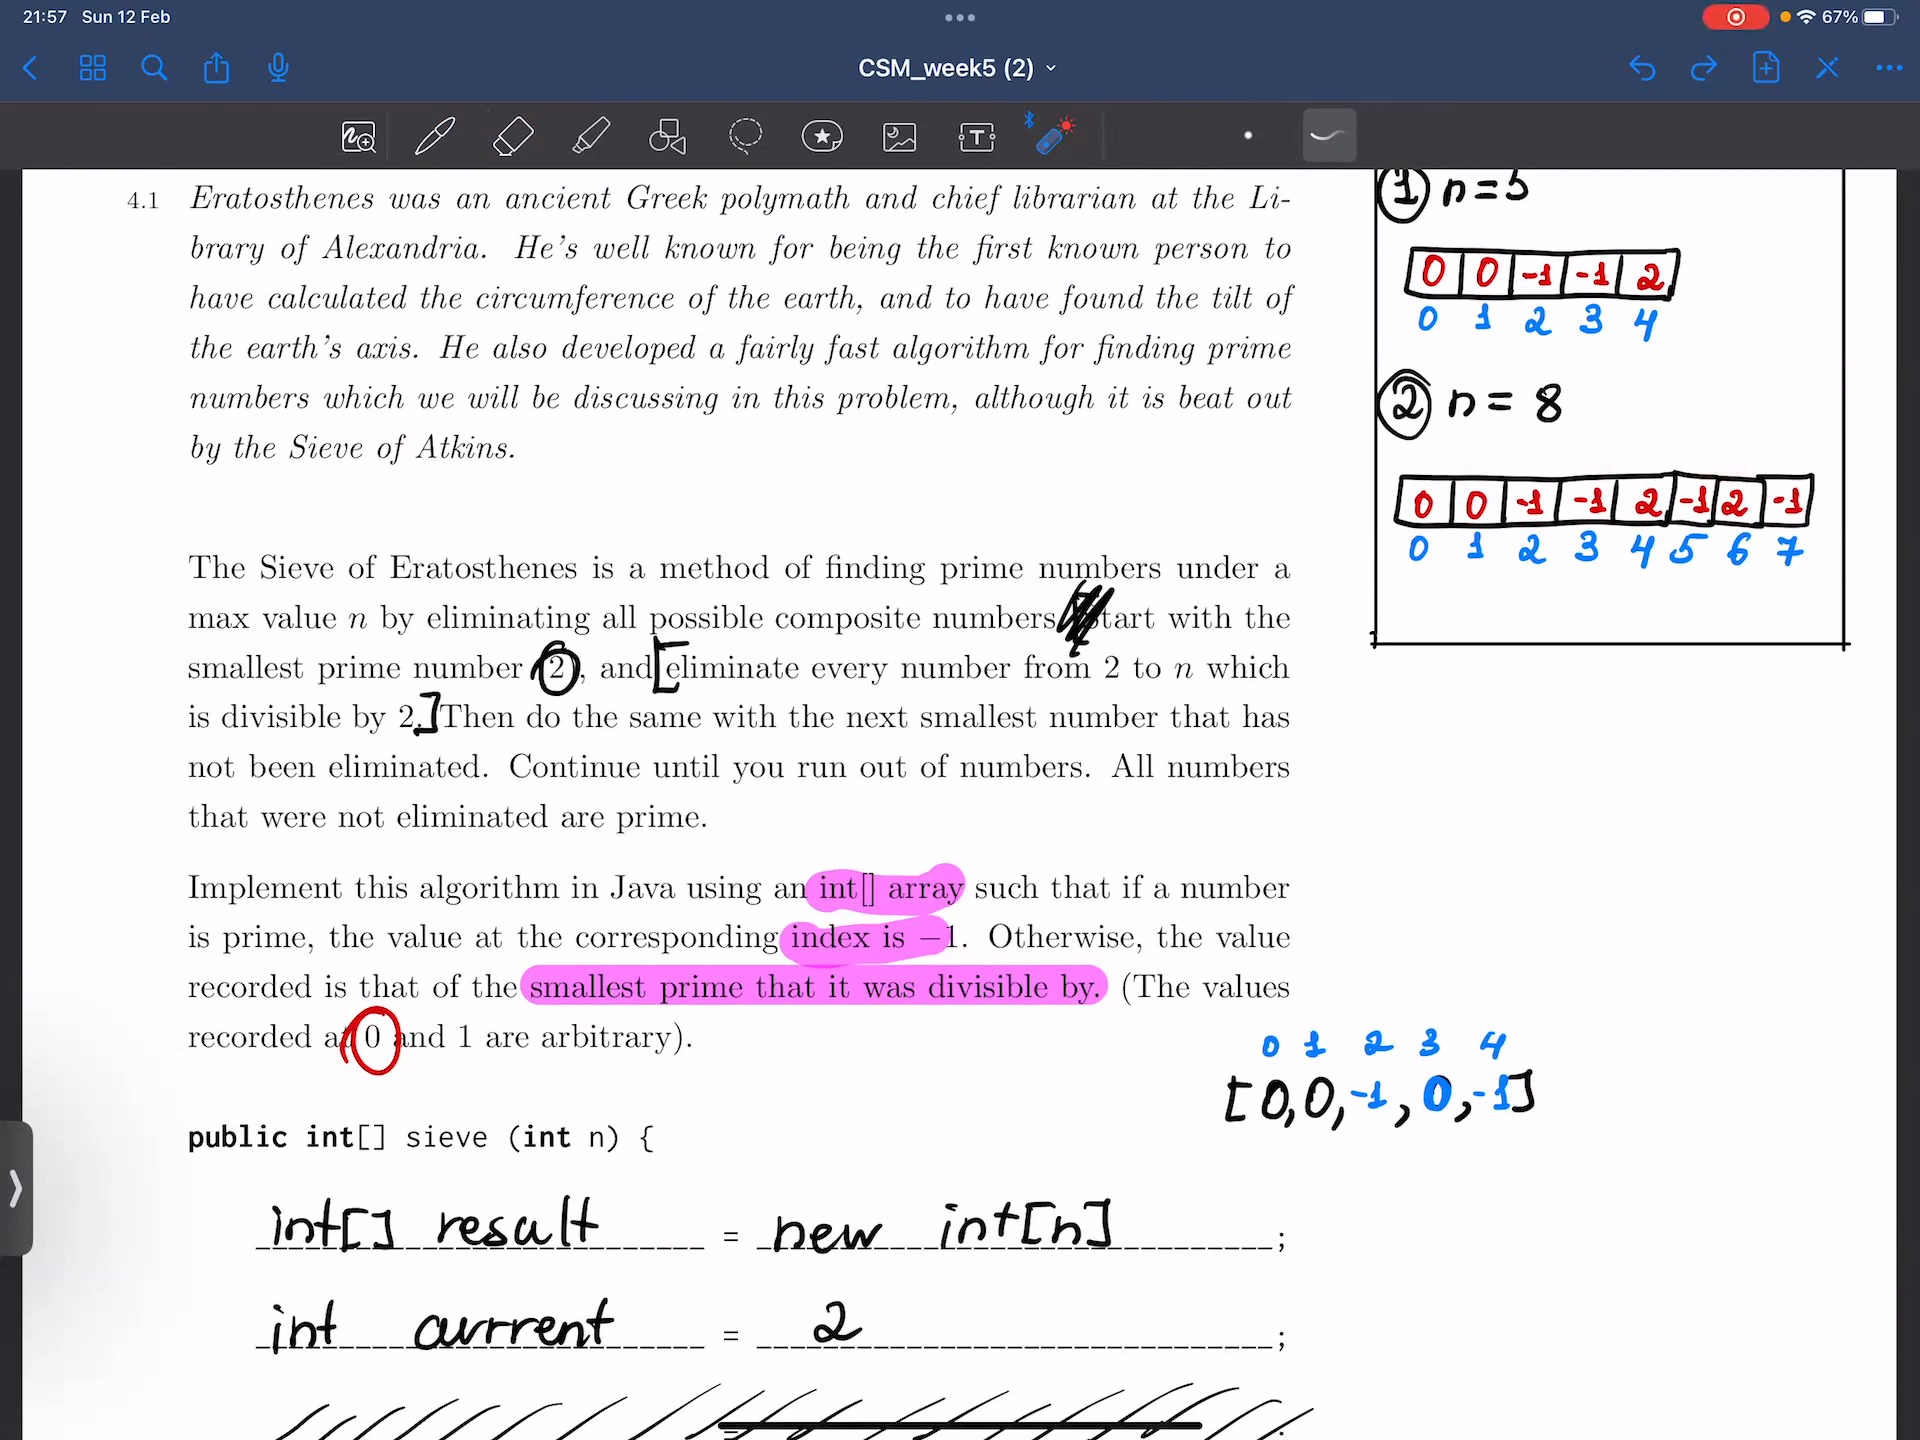 21:57 Sun 12 Feb
67%
CSM_week5 (2)
4.1 Eratosthenes was an ancient Greek polymath and chief librarian at the Li-
brary of Alexandria. He's well known for being the first known person to
have calculated the circumference of the earth, and to have found the tilt of
the earth's axis. He also developed a fairly fast algorithm for finding prime
numbers which we will be discussing in this problem, although it is beat out
by the Sieve of Atkins.
The Sieve of Eratosthenes is a method of finding prime numbers under a
max value n by eliminating all possible composite numbers tart with the
smallest prime number 2, and [eliminate every number from 2 to n which
is divisible by 2.] Then do the same with the next smallest number that has
not been eliminated. Continue until you run out of numbers. All numbers
that were not eliminated are prime.
Implement this algorithm in Java using an int[] array such that if a number
is prime, the value at the corresponding index is −1. Otherwise, the value
recorded is that of the smallest prime that it was divisible by. (The values
recorded at 0 and 1 are arbitrary).
public int[] sieve (int n) {
int[] result = new int[n] ;
int current = 2 ;
=
① n=5
0 0 -1 -1 2
0 1 2 3 4
② n = 8
0 0 -1 -1 2 -1 2 -1
0 1 2 3 4 5 6 7
0 1 2 3 4
[0,0,-1,0,-1]
T